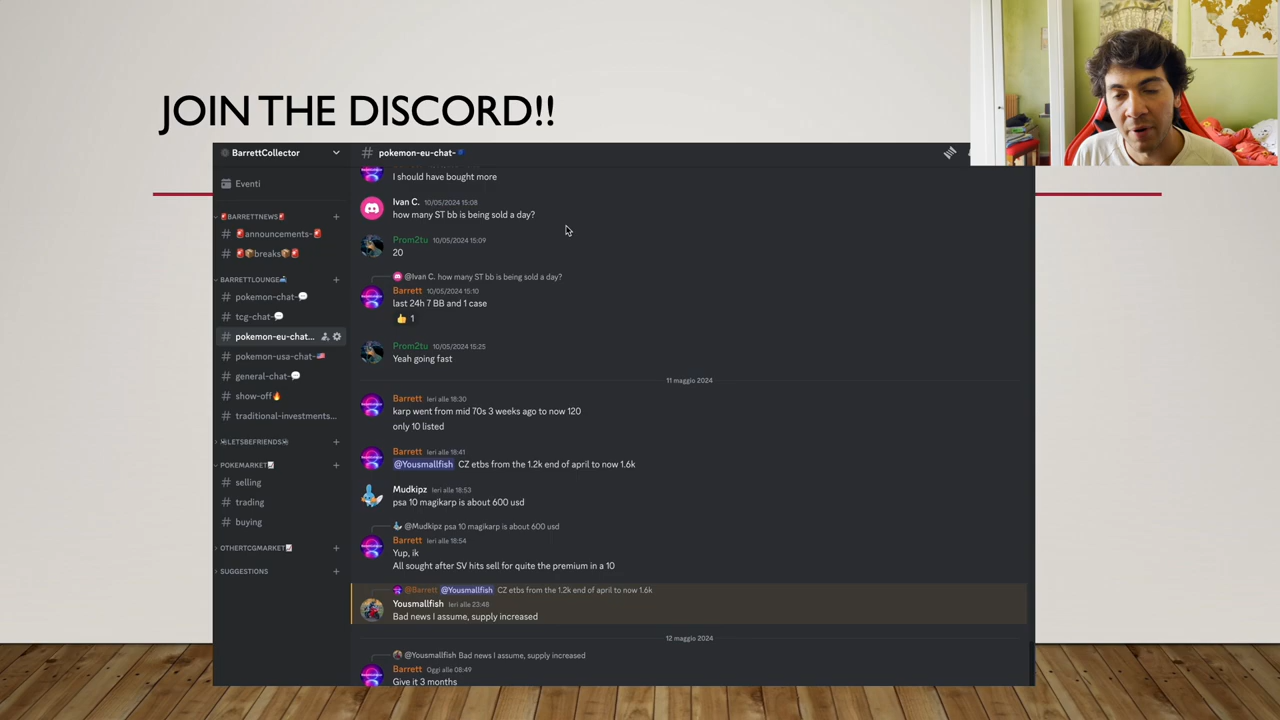 JOIN THE DISCORD!!
BarrettCollector
Eventi
BARRETTNEWS
# announcements-
# breaks
BARRETTLOUNGE
# pokemon-chat-
# tcg-chat-
# pokemon-eu-chat...
# pokemon-usa-chat-
# general-chat-
# show-off
# traditional-investments...
LETSBEFRIENDS
POKEMARKET
# selling
# trading
# buying
OTHERTCGMARKET
SUGGESTIONS
# pokemon-eu-chat-
I should have bought more
Ivan C. 10/05/2024 15:08
how many ST bb is being sold a day?
Prom2tu 10/05/2024 15:09
20
@Ivan C. how many ST bb is being sold a day?
Barrett 10/05/2024 15:10
last 24h 7 BB and 1 case
1
Prom2tu 10/05/2024 15:25
Yeah going fast
11 maggio 2024
Barrett Ieri alle 18:30
karp went from mid 70s 3 weeks ago to now 120
only 10 listed
Barrett Ieri alle 18:41
@Yousmallfish CZ etbs from the 1.2k end of april to now 1.6k
Mudkipz Ieri alle 18:53
psa 10 magikarp is about 600 usd
@Mudkipz psa 10 magikarp is about 600 usd
Barrett Ieri alle 18:54
Yup, ik
All sought after SV hits sell for quite the premium in a 10
@Barrett @Yousmallfish CZ etbs from the 1.2k end of april to now 1.6k
Yousmallfish Ieri alle 23:48
Bad news I assume, supply increased
12 maggio 2024
@Yousmallfish Bad news I assume, supply increased
Barrett Oggi alle 08:49
Give it 3 months